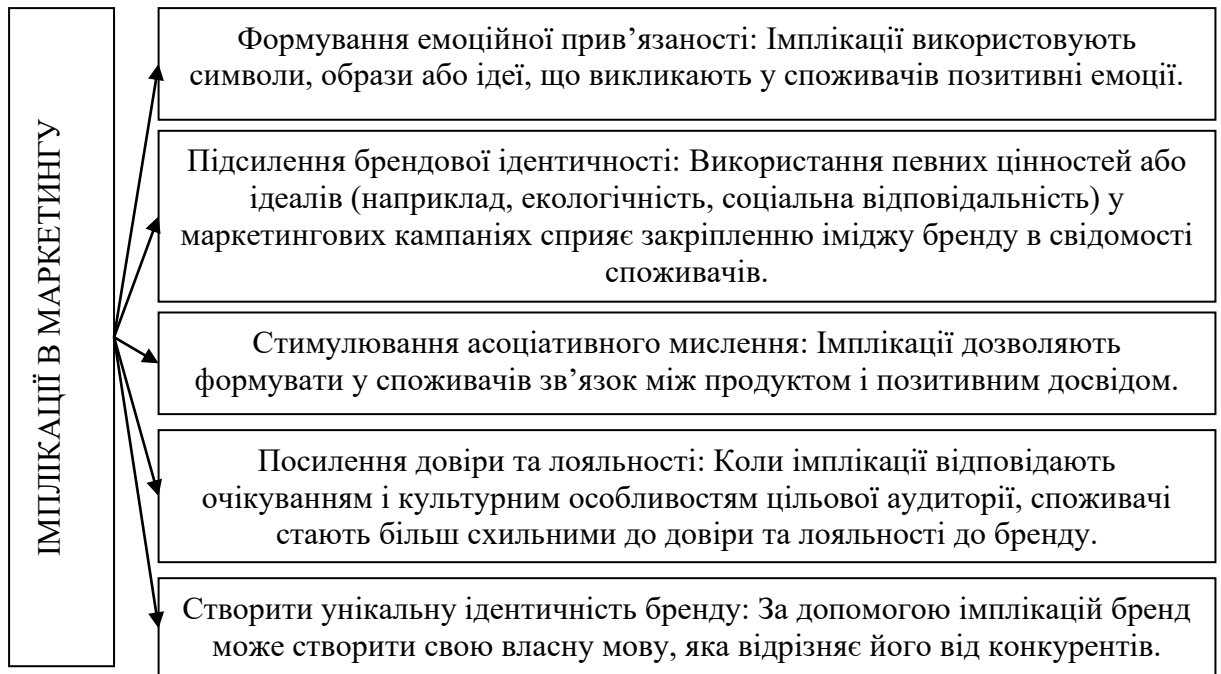 ІМПЛІКАЦІЇ В МАРКЕТИНГУ
Формування емоційної прив’язаності: Імплікації використовують
символи, образи або ідеї, що викликають у споживачів позитивні емоції.
Підсилення брендової ідентичності: Використання певних цінностей або
ідеалів (наприклад, екологічність, соціальна відповідальність) у
маркетингових кампаніях сприяє закріпленню іміджу бренду в свідомості
споживачів.
Стимулювання асоціативного мислення: Імплікації дозволяють
формувати у споживачів зв’язок між продуктом і позитивним досвідом.
Посилення довіри та лояльності: Коли імплікації відповідають
очікуванням і культурним особливостям цільової аудиторії, споживачі
стають більш схильними до довіри та лояльності до бренду.
Створити унікальну ідентичність бренду: За допомогою імплікацій бренд
може створити свою власну мову, яка відрізняє його від конкурентів.